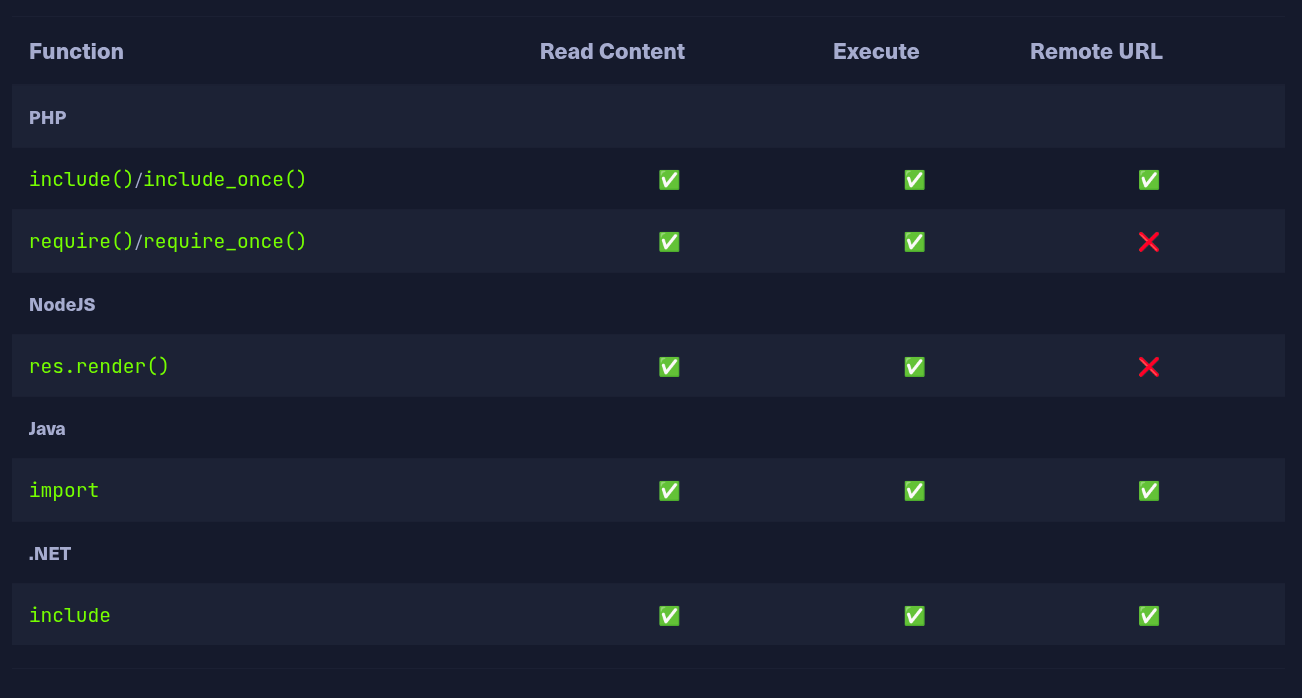 Function Read Content Execute Remote URL
PHP
include()/include_once() ✅ ✅ ✅
require()/require_once() ✅ ✅ ❌
NodeJS
res.render() ✅ ✅ ❌
Java
import ✅ ✅ ✅
.NET
include ✅ ✅ ✅